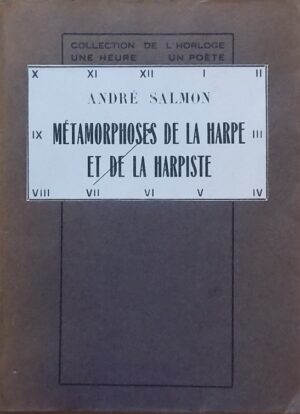 COLLECTION DE L'HORLOGE
UNE HEURE UN POÈTE
X XI XII I II
ANDRÉ SALMON
IX MÉTAMORPHOSES DE LA HARPE III
ET DE LA HARPISTE
VIII VII VI V IV